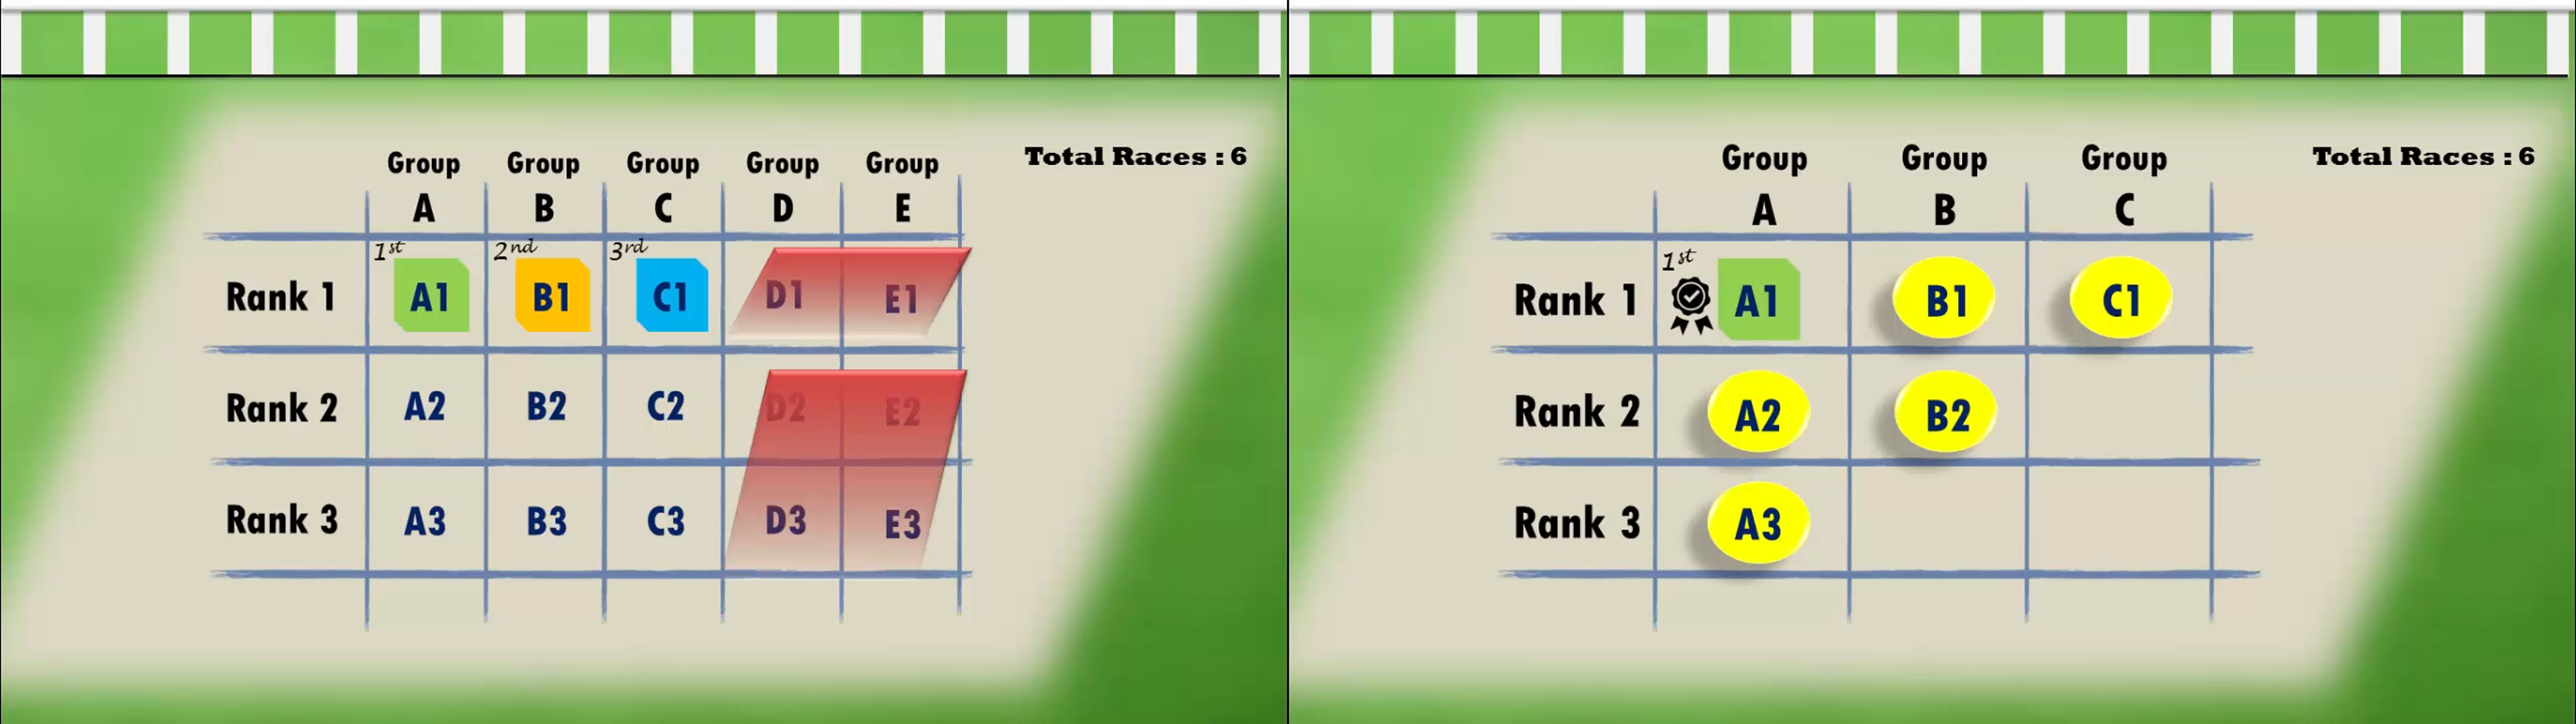 Group Group Group Group Group
Total Races : 6
A B C D E
1st 2nd 3rd
Rank 1 A1 B1 C1 D1 E1
Rank 2 A2 B2 C2 D2 E2
Rank 3 A3 B3 C3 D3 E3
Group Group Group
Total Races : 6
A B C
1st
Rank 1 A1 B1 C1
Rank 2 A2 B2
Rank 3 A3